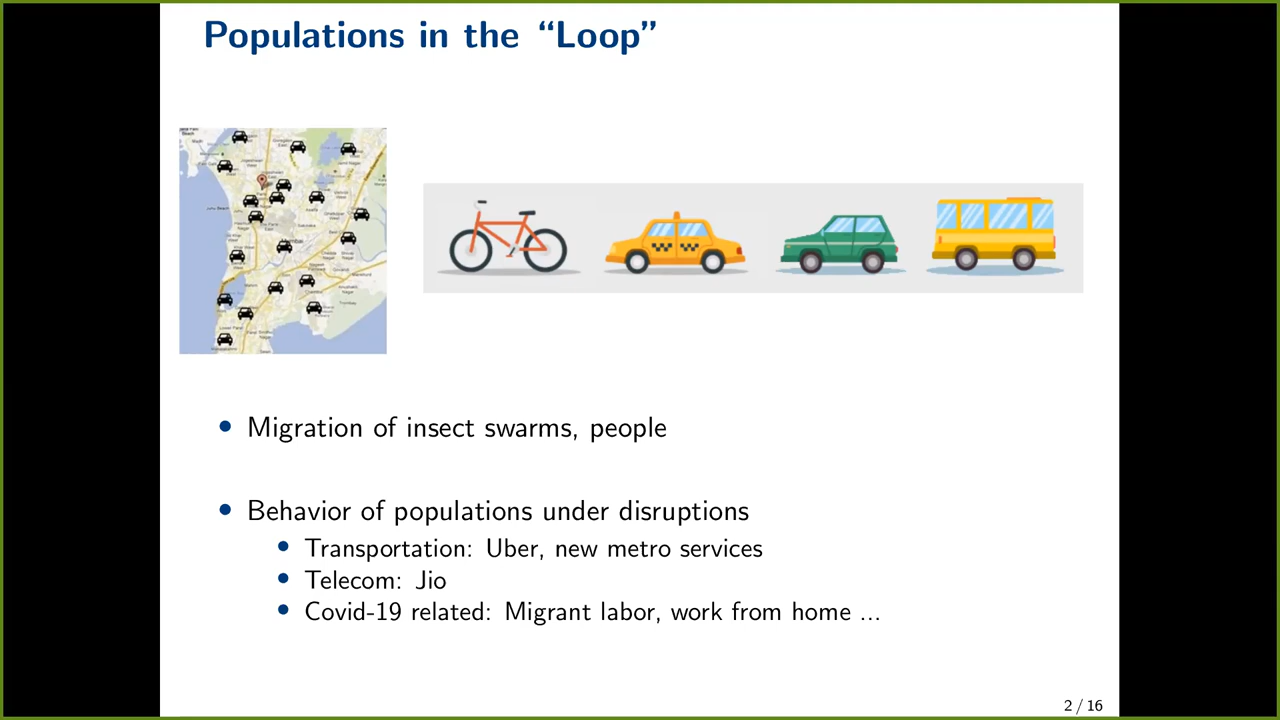 Populations in the “Loop”
Mumbai
• Migration of insect swarms, people
• Behavior of populations under disruptions
• Transportation: Uber, new metro services
• Telecom: Jio
• Covid-19 related: Migrant labor, work from home ...
2 / 16